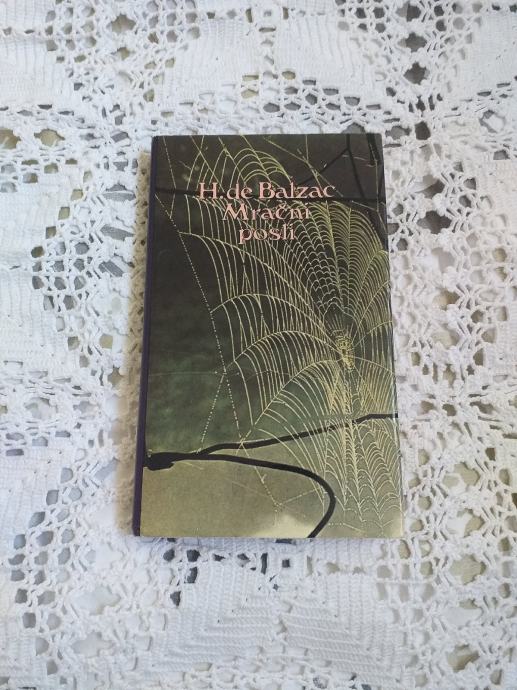 H. de Balzac
Mračni
posli